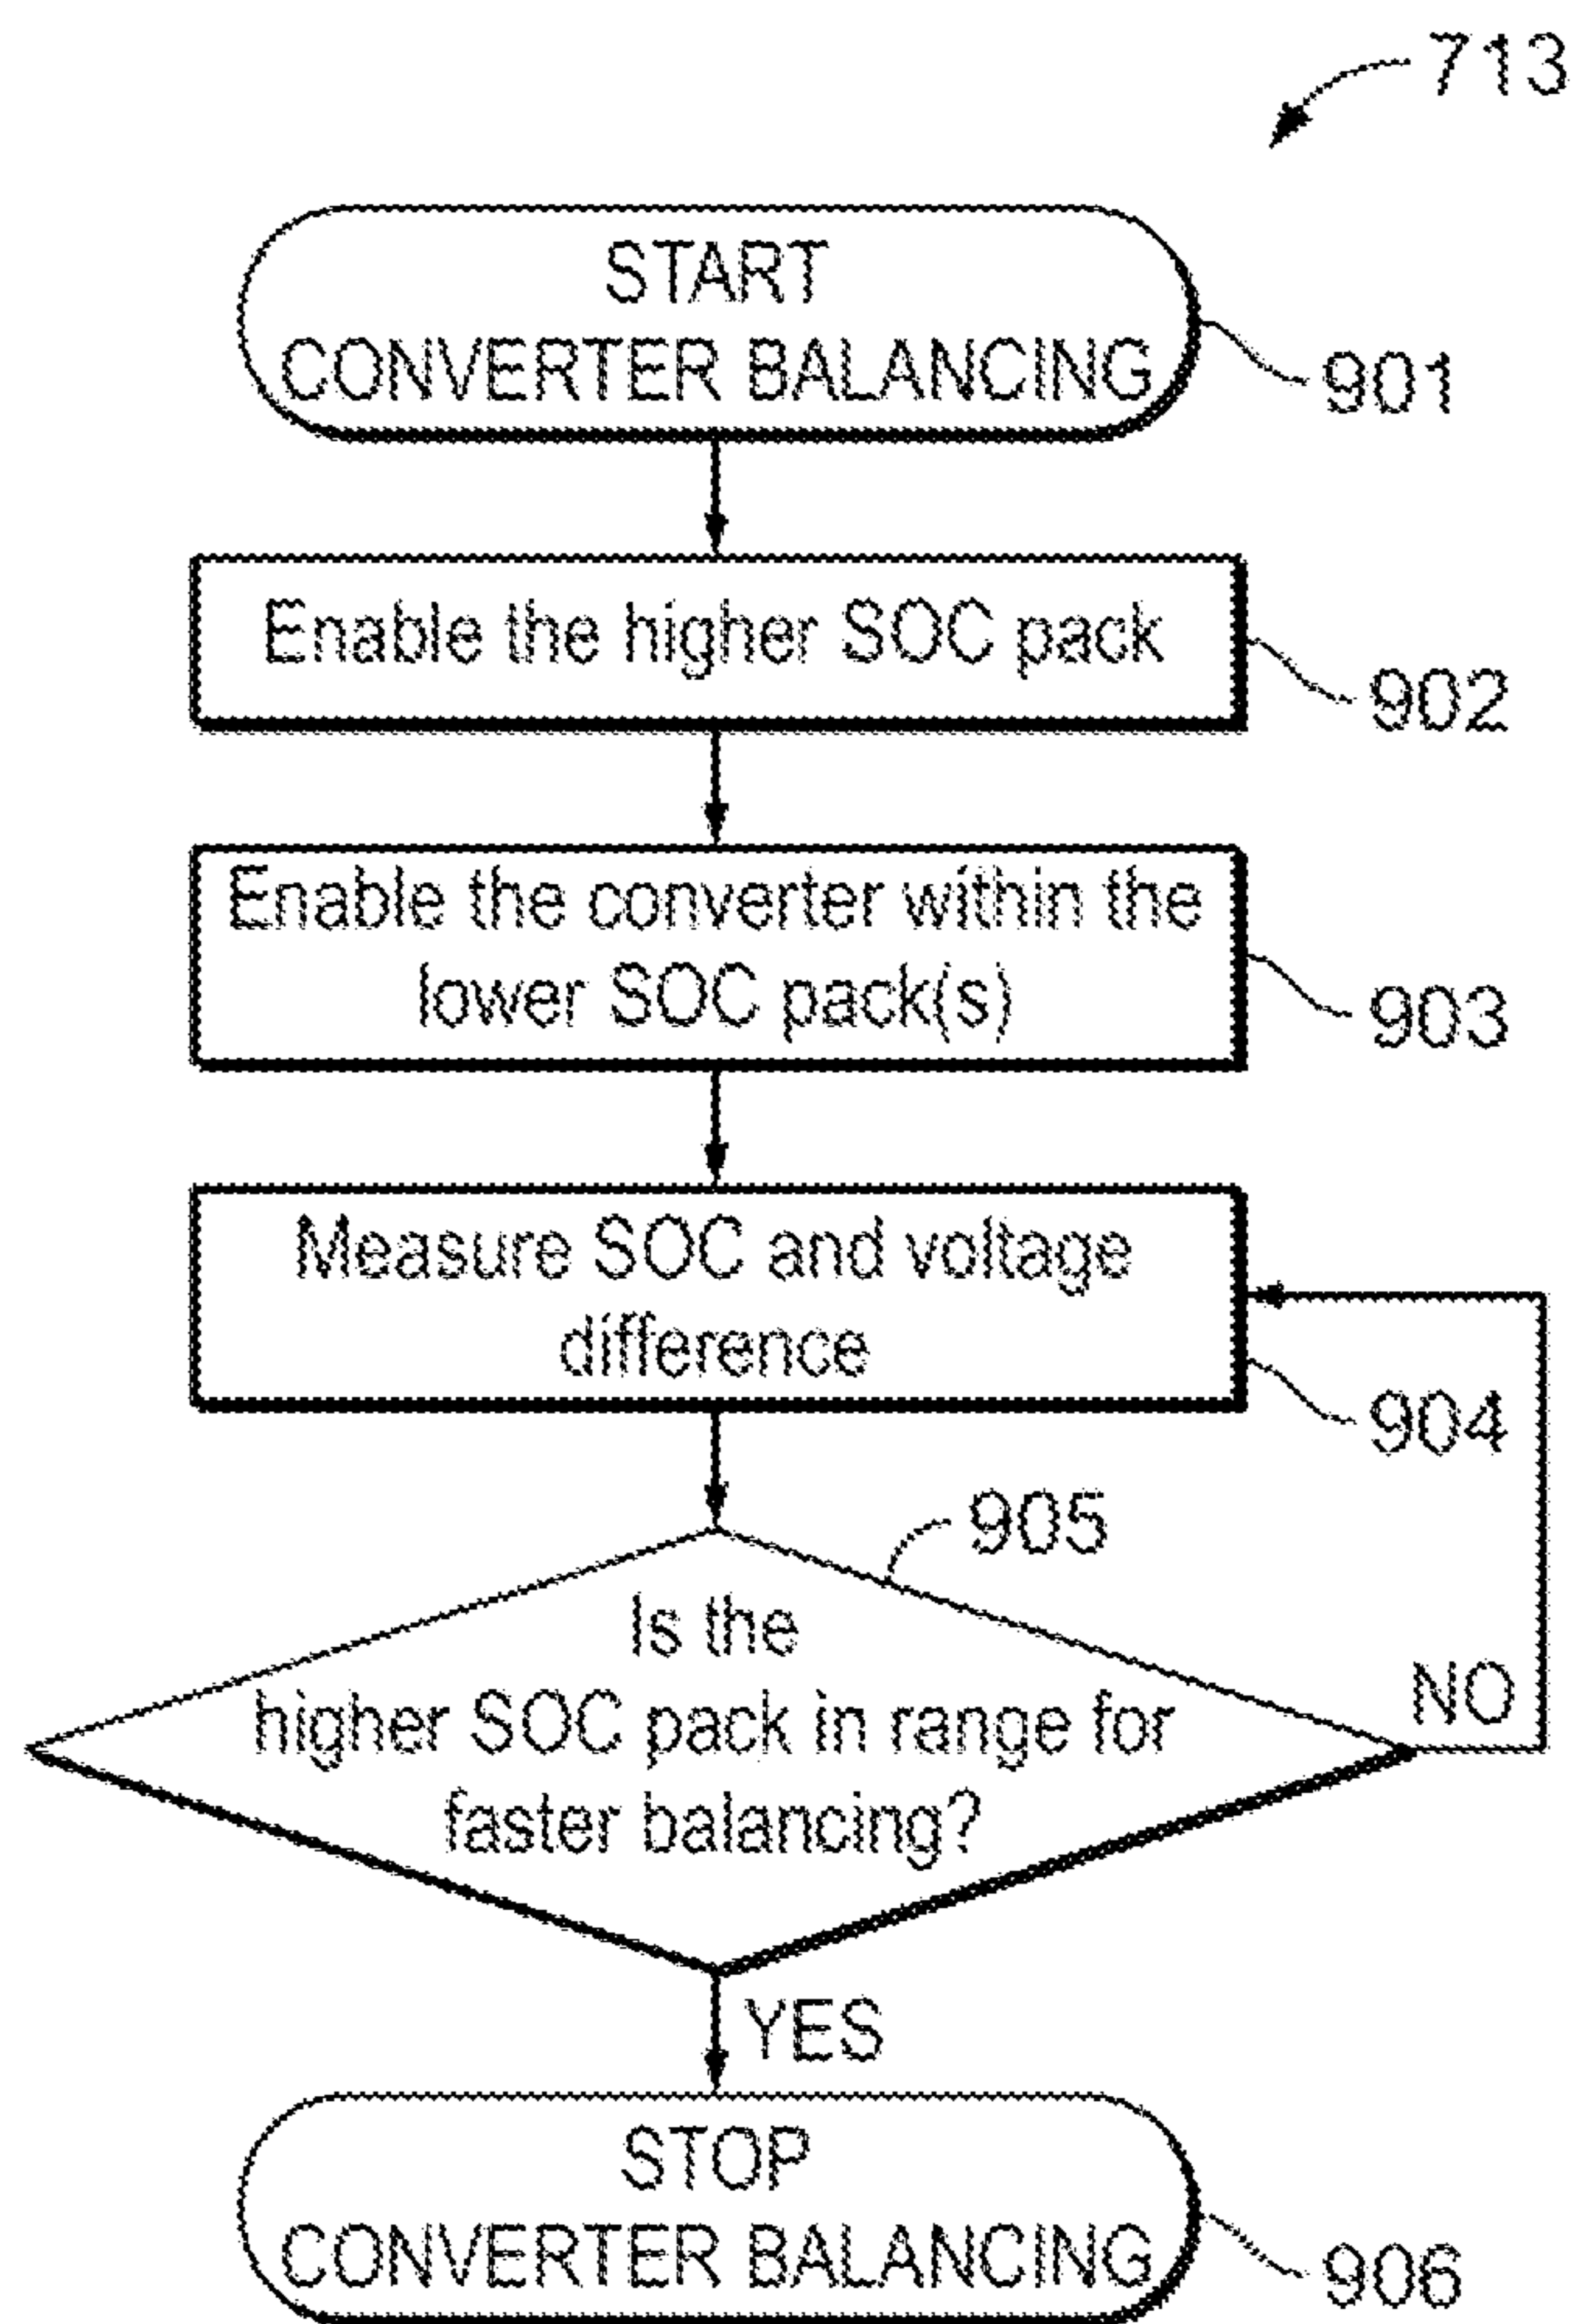 713
START
CONVERTER BALANCING
901
Enable the higher SOC pack
902
Enable the converter within the
lower SOC pack(s)
903
Measure SOC and voltage
difference
904
905
Is the
higher SOC pack in range for
faster balancing?
NO
YES
STOP
CONVERTER BALANCING
906